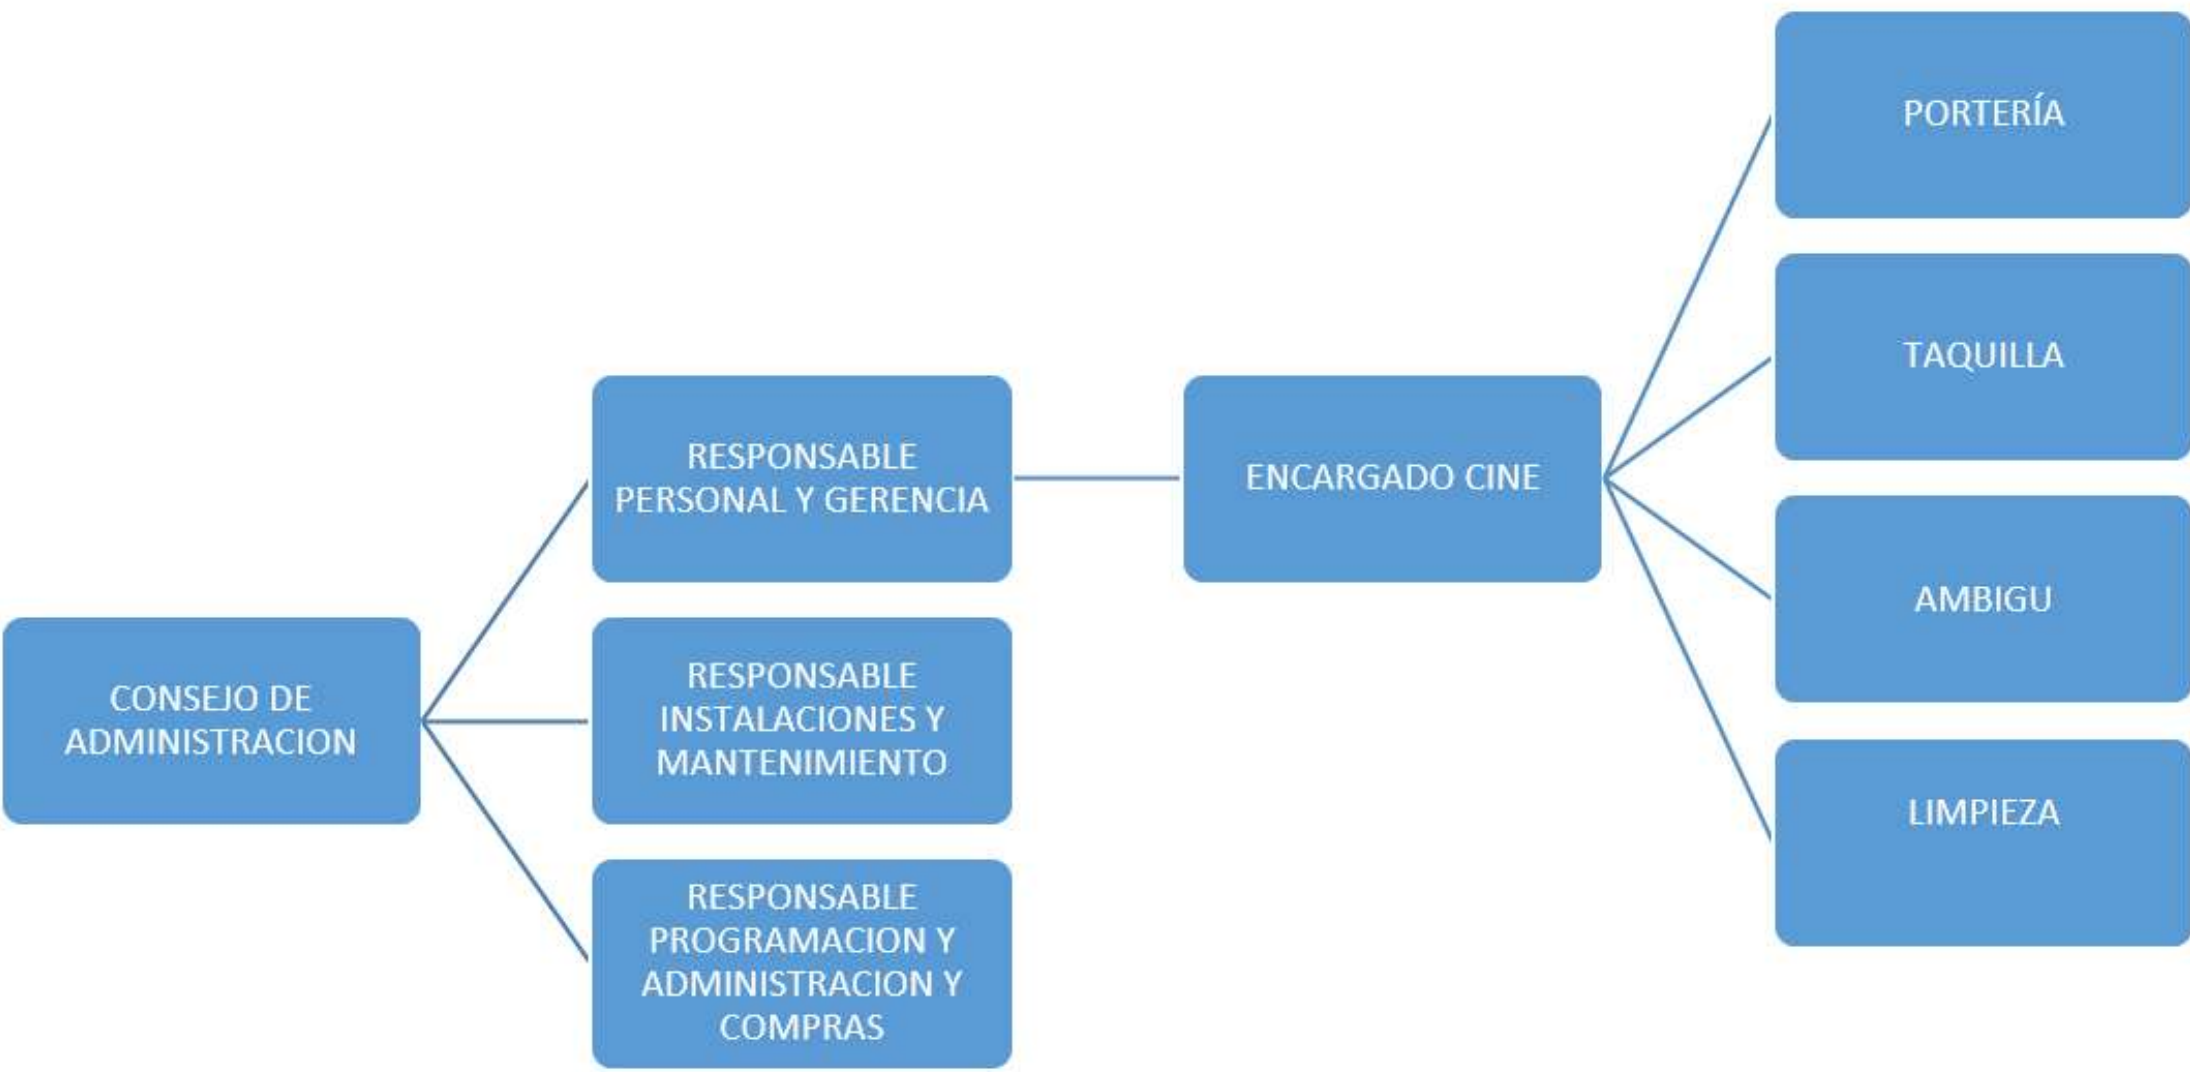 CONSEJO DE
ADMINISTRACION
RESPONSABLE
PERSONAL Y GERENCIA
RESPONSABLE
INSTALACIONES Y
MANTENIMIENTO
RESPONSABLE
PROGRAMACION Y
ADMINISTRACION Y
COMPRAS
ENCARGADO CINE
PORTERÍA
TAQUILLA
AMBIGU
LIMPIEZA